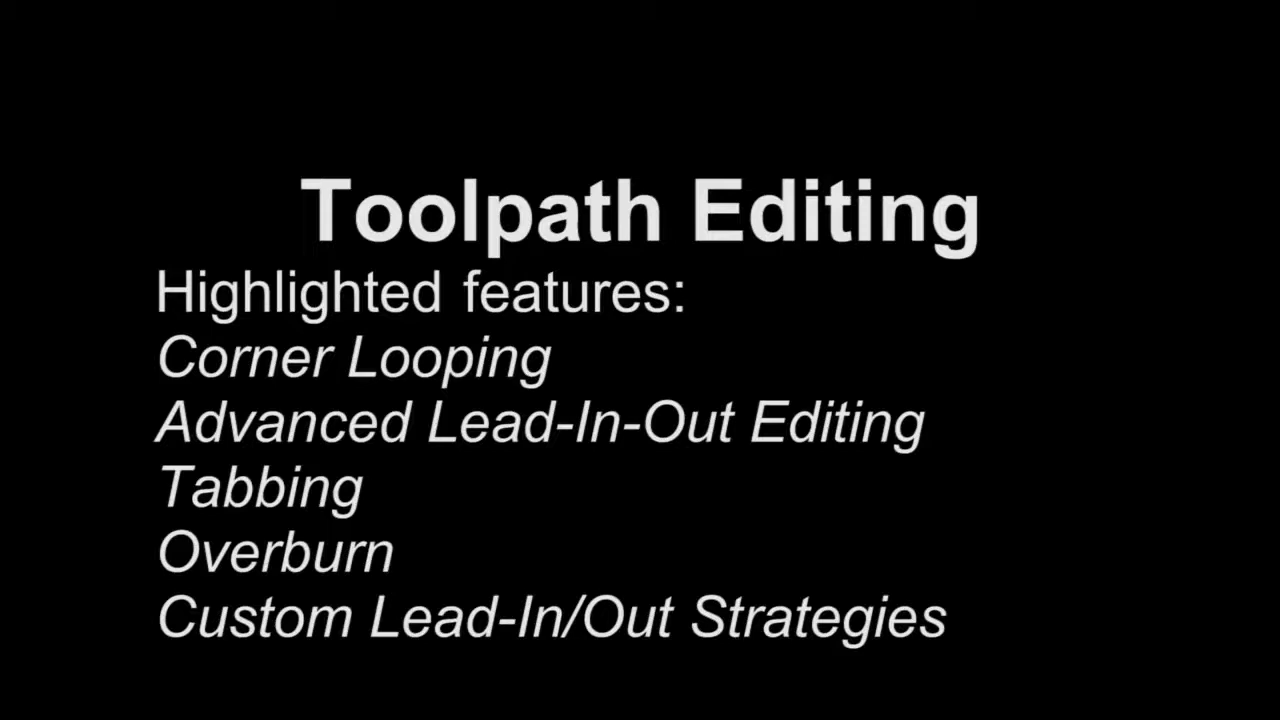 Toolpath Editing
Highlighted features:
Corner Looping
Advanced Lead-In-Out Editing
Tabbing
Overburn
Custom Lead-In/Out Strategies